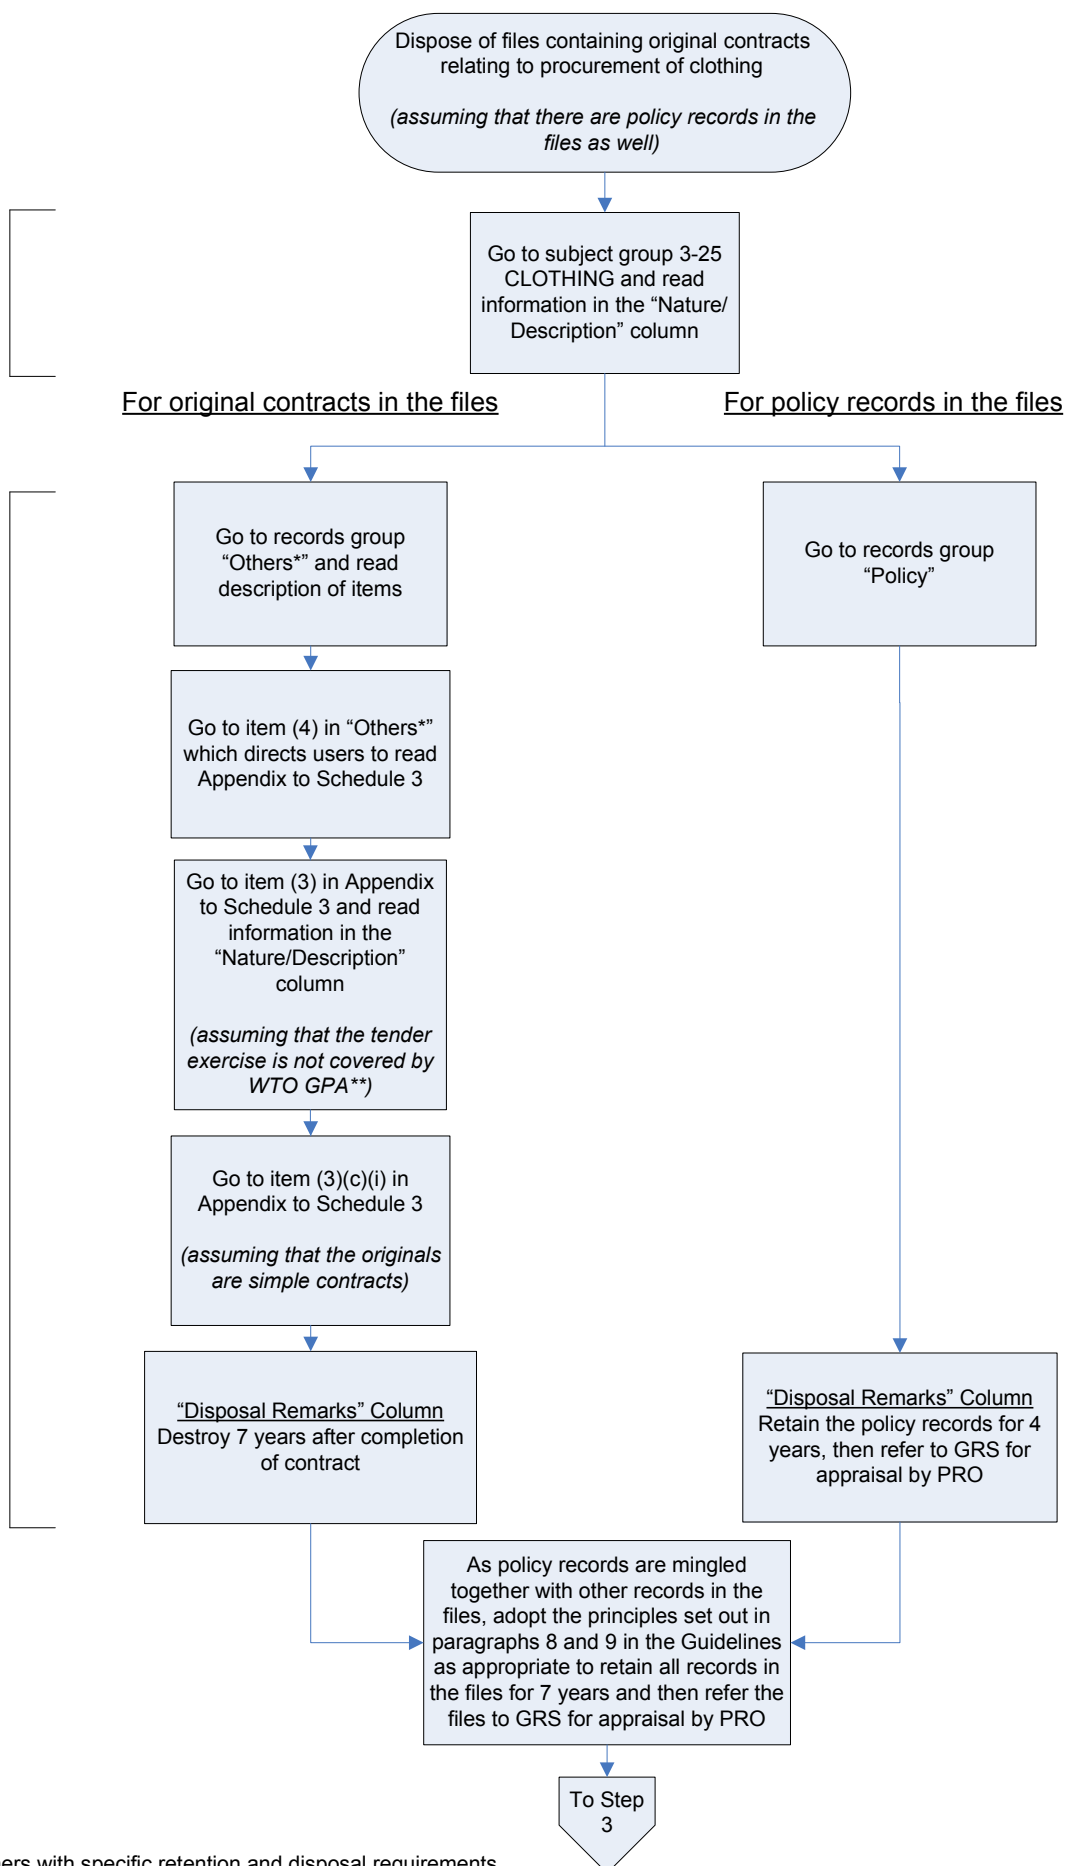 Dispose of files containing original contracts
relating to procurement of clothing
(assuming that there are policy records in the
files as well)
Go to subject group 3-25
CLOTHING and read
information in the “Nature/
Description” column
For original contracts in the files
For policy records in the files
Go to records group
“Others*” and read
description of items
Go to records group
“Policy”
Go to item (4) in “Others*”
which directs users to read
Appendix to Schedule 3
Go to item (3) in Appendix
to Schedule 3 and read
information in the
“Nature/Description”
column
(assuming that the tender
exercise is not covered by
WTO GPA**)
Go to item (3)(c)(i) in
Appendix to Schedule 3
(assuming that the originals
are simple contracts)
“Disposal Remarks” Column
Destroy 7 years after completion
of contract
“Disposal Remarks” Column
Retain the policy records for 4
years, then refer to GRS for
appraisal by PRO
As policy records are mingled
together with other records in the
files, adopt the principles set out in
paragraphs 8 and 9 in the Guidelines
as appropriate to retain all records in
the files for 7 years and then refer the
files to GRS for appraisal by PRO
To Step
3
with specific retention and disposal requirements